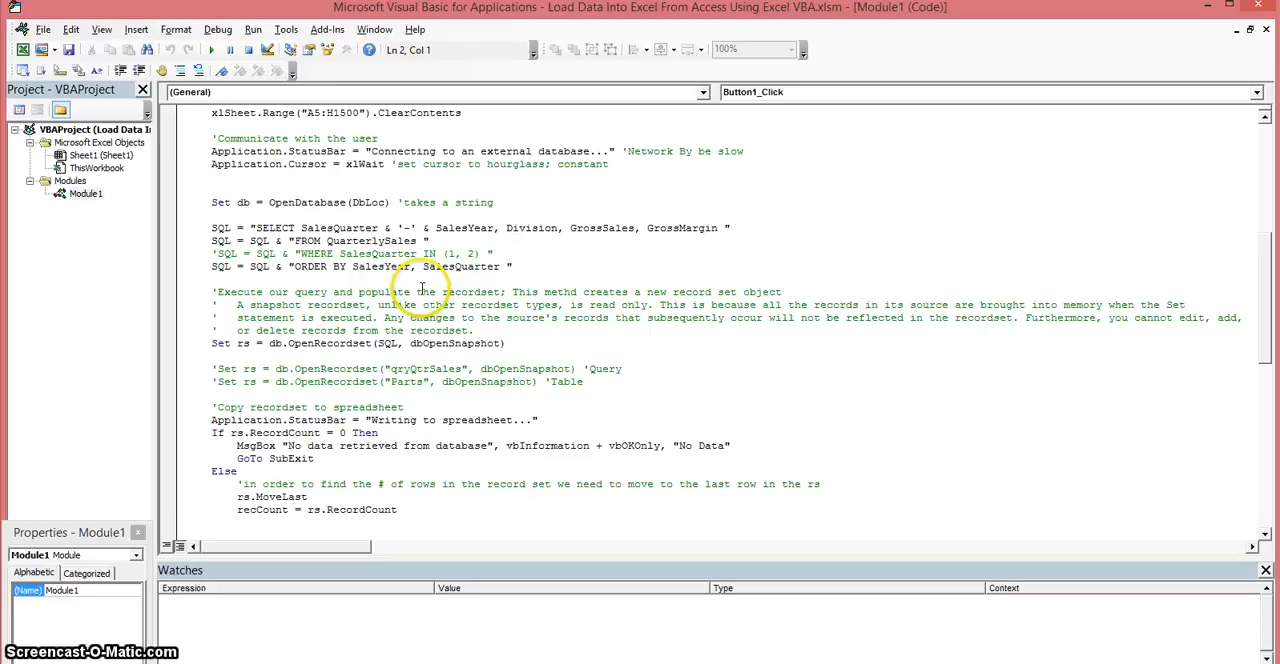 Microsoft Visual Basic for Applications - Load Data Into Excel From Access Using Excel VBA.xlsm - [Module1 (Code)]
File Edit View Insert Format Debug Run Tools Add-Ins Window Help
Ln 2, Col 1
100%
Project - VBAProject
(General)
Button1_Click
VBAProject (Load Data In
Microsoft Excel Objects
Sheet1 (Sheet1)
ThisWorkbook
Modules
Module1
xlSheet.Range("A5:H1500").ClearContents
'Communicate with the user
Application.StatusBar = "Connecting to an external database..." 'Network By be slow
Application.Cursor = xlWait 'set cursor to hourglass; constant
Set db = OpenDatabase(DbLoc) 'takes a string
SQL = "SELECT SalesQuarter & '-' & SalesYear, Division, GrossSales, GrossMargin "
SQL = SQL & "FROM QuarterlySales "
'SQL = SQL & "WHERE SalesQuarter IN (1, 2) "
SQL = SQL & "ORDER BY SalesYear, SalesQuarter "
'Execute our query and populate the recordset; This methd creates a new record set object
' A snapshot recordset, unlike other recordset types, is read only. This is because all the records in its source are brought into memory when the Set
' statement is executed. Any changes to the source's records that subsequently occur will not be reflected in the recordset. Furthermore, you cannot edit, add,
' or delete records from the recordset.
Set rs = db.OpenRecordset(SQL, dbOpenSnapshot)
'Set rs = db.OpenRecordset("qryQtrSales", dbOpenSnapshot) 'Query
'Set rs = db.OpenRecordset("Parts", dbOpenSnapshot) 'Table
'Copy recordset to spreadsheet
Application.StatusBar = "Writing to spreadsheet..."
If rs.RecordCount = 0 Then
MsgBox "No data retrieved from database", vbInformation + vbOKOnly, "No Data"
GoTo SubExit
Else
'in order to find the # of rows in the record set we need to move to the last row in the rs
rs.MoveLast
recCount = rs.RecordCount
Properties - Module1
Module1 Module
Alphabetic Categorized
(Name) Module1
Watches
Expression Value Type Context
Screencast-O-Matic.com